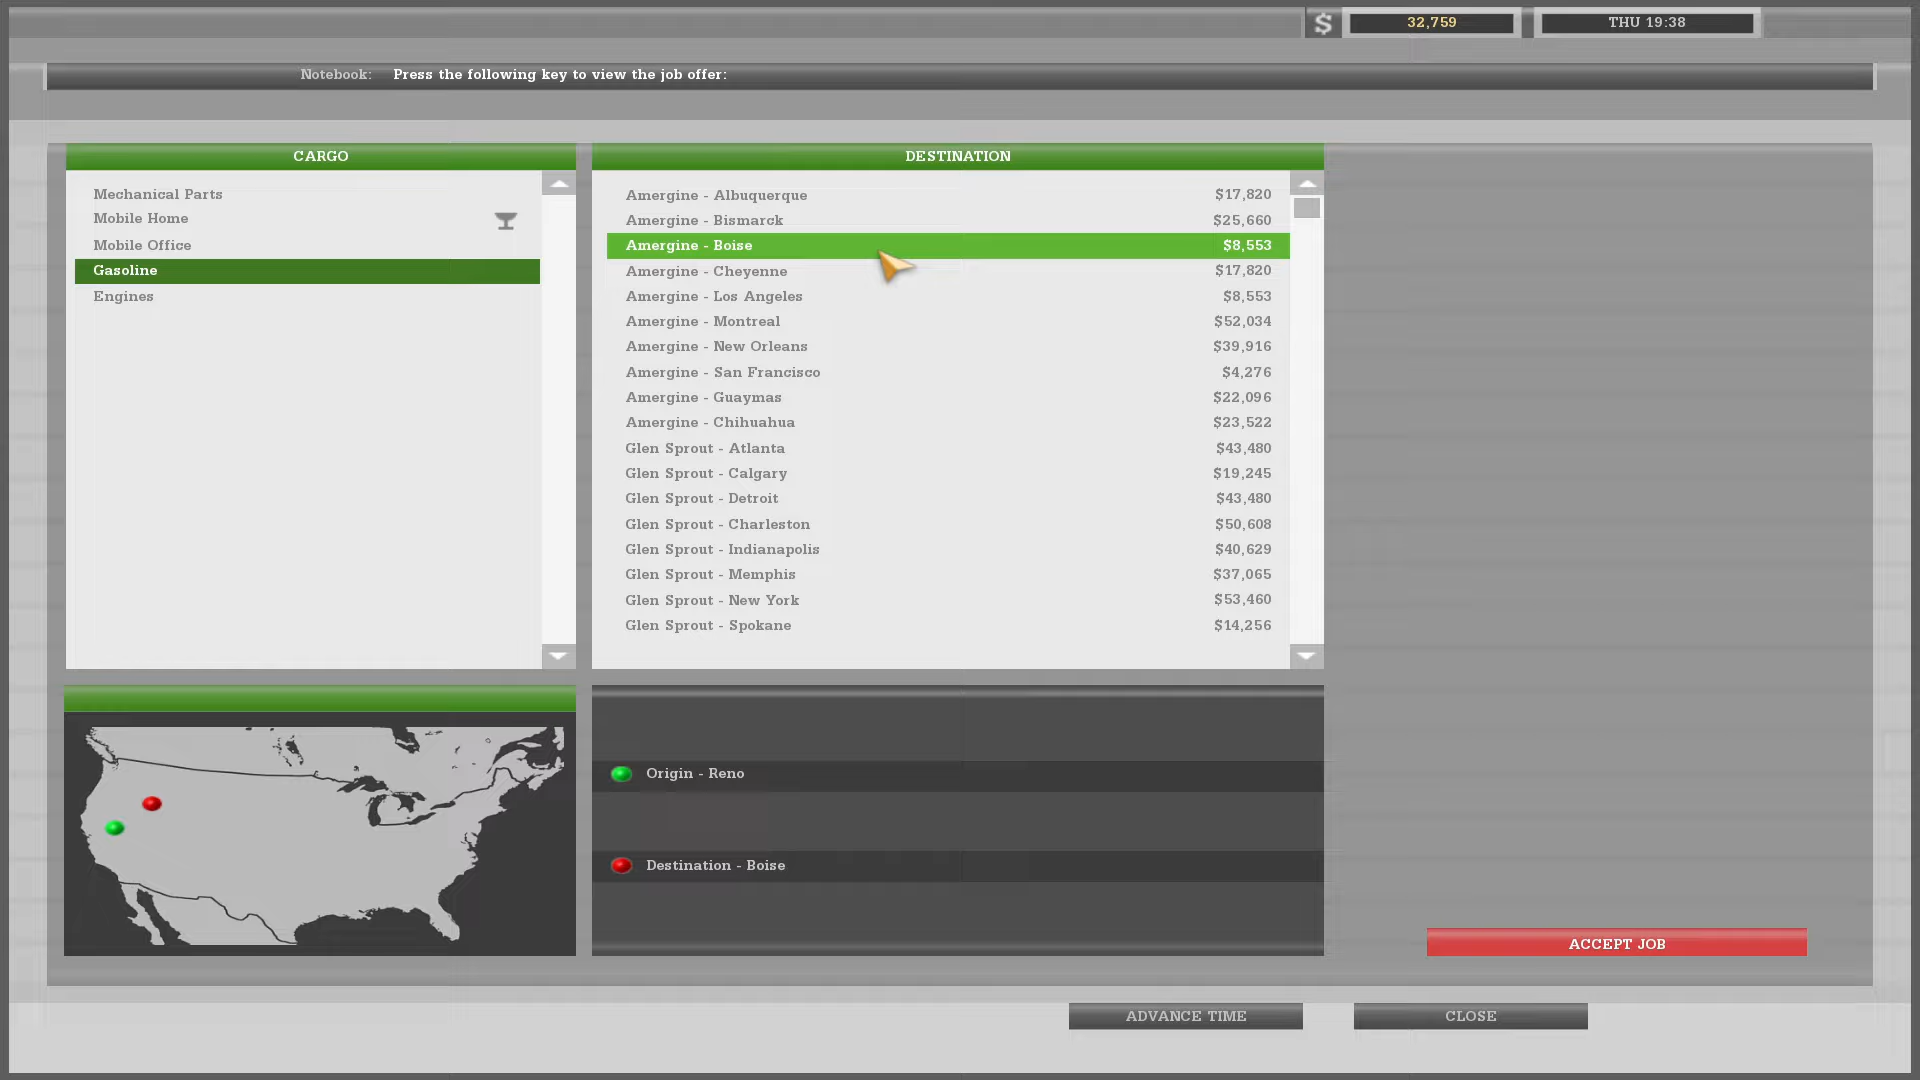 $ 32,759 THU 19:38
Notebook: Press the following key to view the job offer:
CARGO
Mechanical Parts
Mobile Home
Mobile Office
Gasoline
Engines
DESTINATION
Amergine - Albuquerque $17,820
Amergine - Bismarck $25,660
Amergine - Boise $8,553
Amergine - Cheyenne $17,820
Amergine - Los Angeles $8,553
Amergine - Montreal $52,034
Amergine - New Orleans $39,916
Amergine - San Francisco $4,276
Amergine - Guaymas $22,096
Amergine - Chihuahua $23,522
Glen Sprout - Atlanta $43,480
Glen Sprout - Calgary $19,245
Glen Sprout - Detroit $43,480
Glen Sprout - Charleston $50,608
Glen Sprout - Indianapolis $40,629
Glen Sprout - Memphis $37,065
Glen Sprout - New York $53,460
Glen Sprout - Spokane $14,256
Origin - Reno
Destination - Boise
ACCEPT JOB
ADVANCE TIME
CLOSE